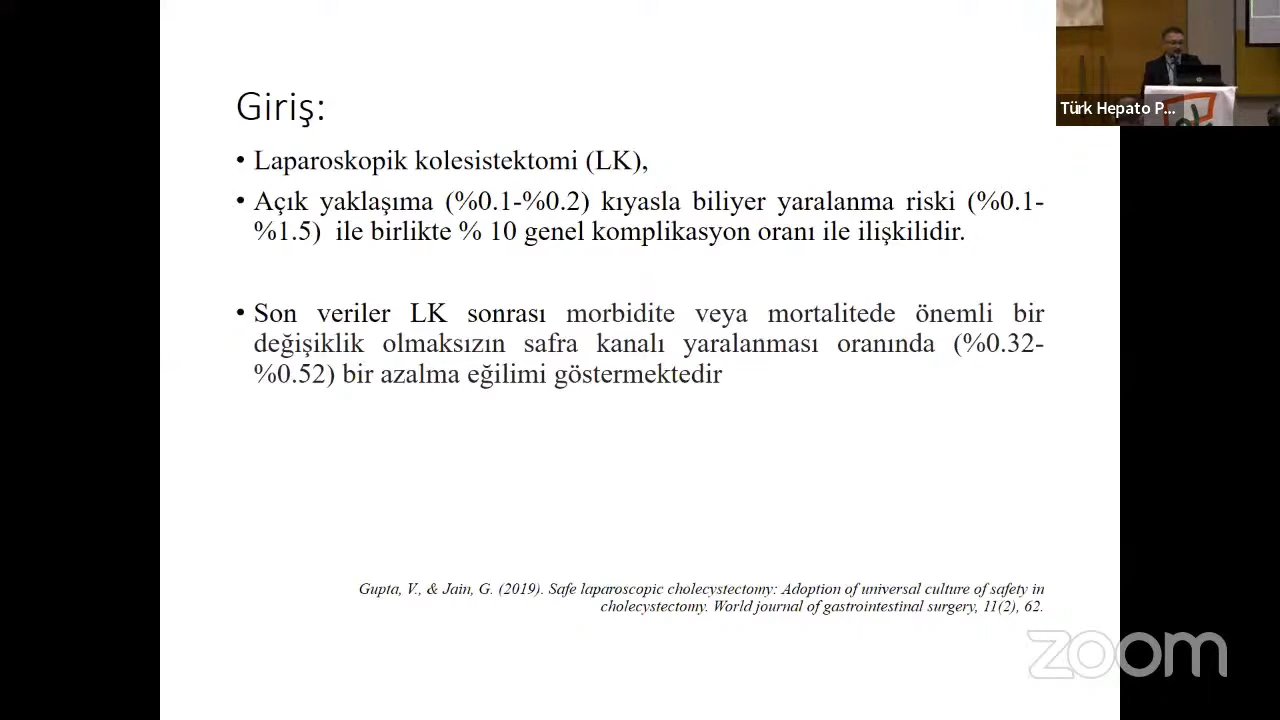 Türk Hepato P...
Giriş:
• Laparoskopik kolesistektomi (LK),
• Açık yaklaşıma (%0.1-%0.2) kıyasla biliyer yaralanma riski (%0.1-
%1.5) ile birlikte % 10 genel komplikasyon oranı ile ilişkilidir.
• Son veriler LK sonrası morbidite veya mortalitede önemli bir
değişiklik olmaksızın safra kanalı yaralanması oranında (%0.32-
%0.52) bir azalma eğilimi göstermektedir
Gupta, V., & Jain, G. (2019). Safe laparoscopic cholecystectomy: Adoption of universal culture of safety in
cholecystectomy. World journal of gastrointestinal surgery, 11(2), 62.
zoom